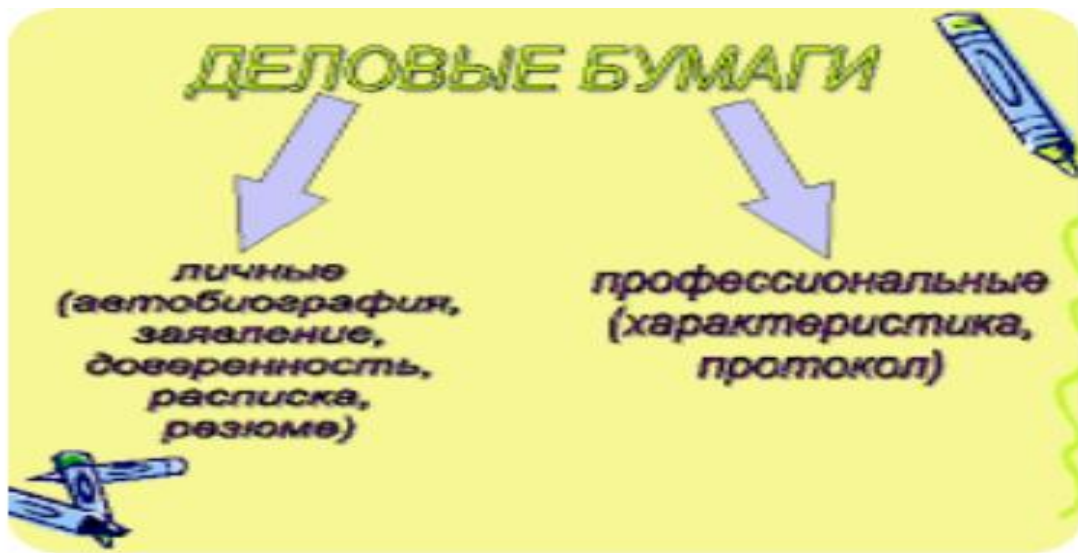 ДЕЛОВЫЕ БУМАГИ
личные
(автобиография,
заявление,
доверенность,
расписка,
резюме)
профессиональные
(характеристика,
протокол)